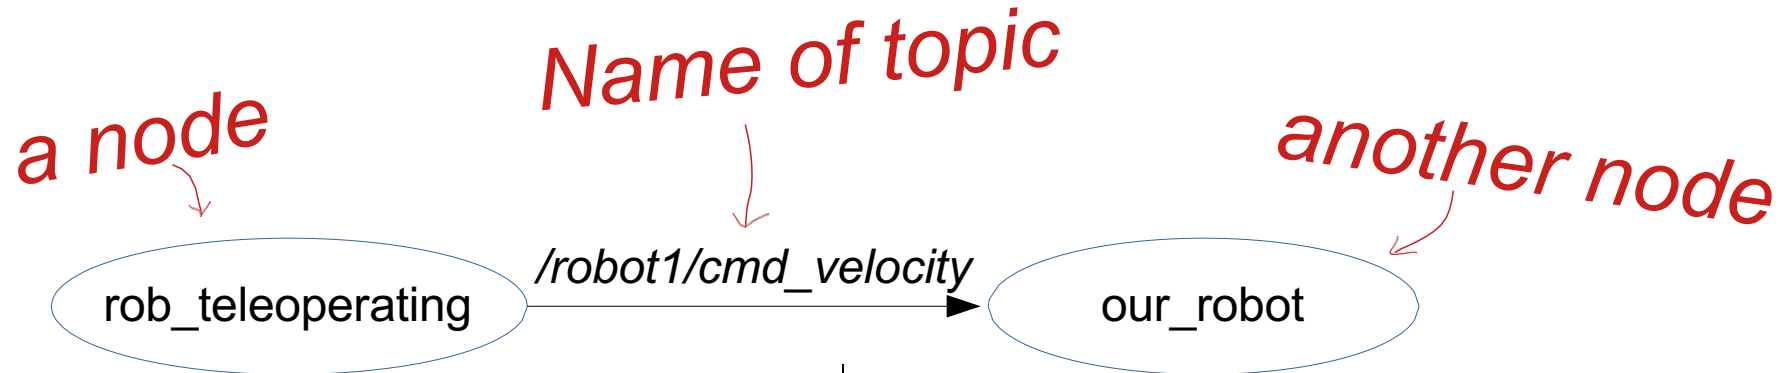 Name of topic
a node
another node
/robot1/cmd_velocity
rob_teleoperating
our_robot